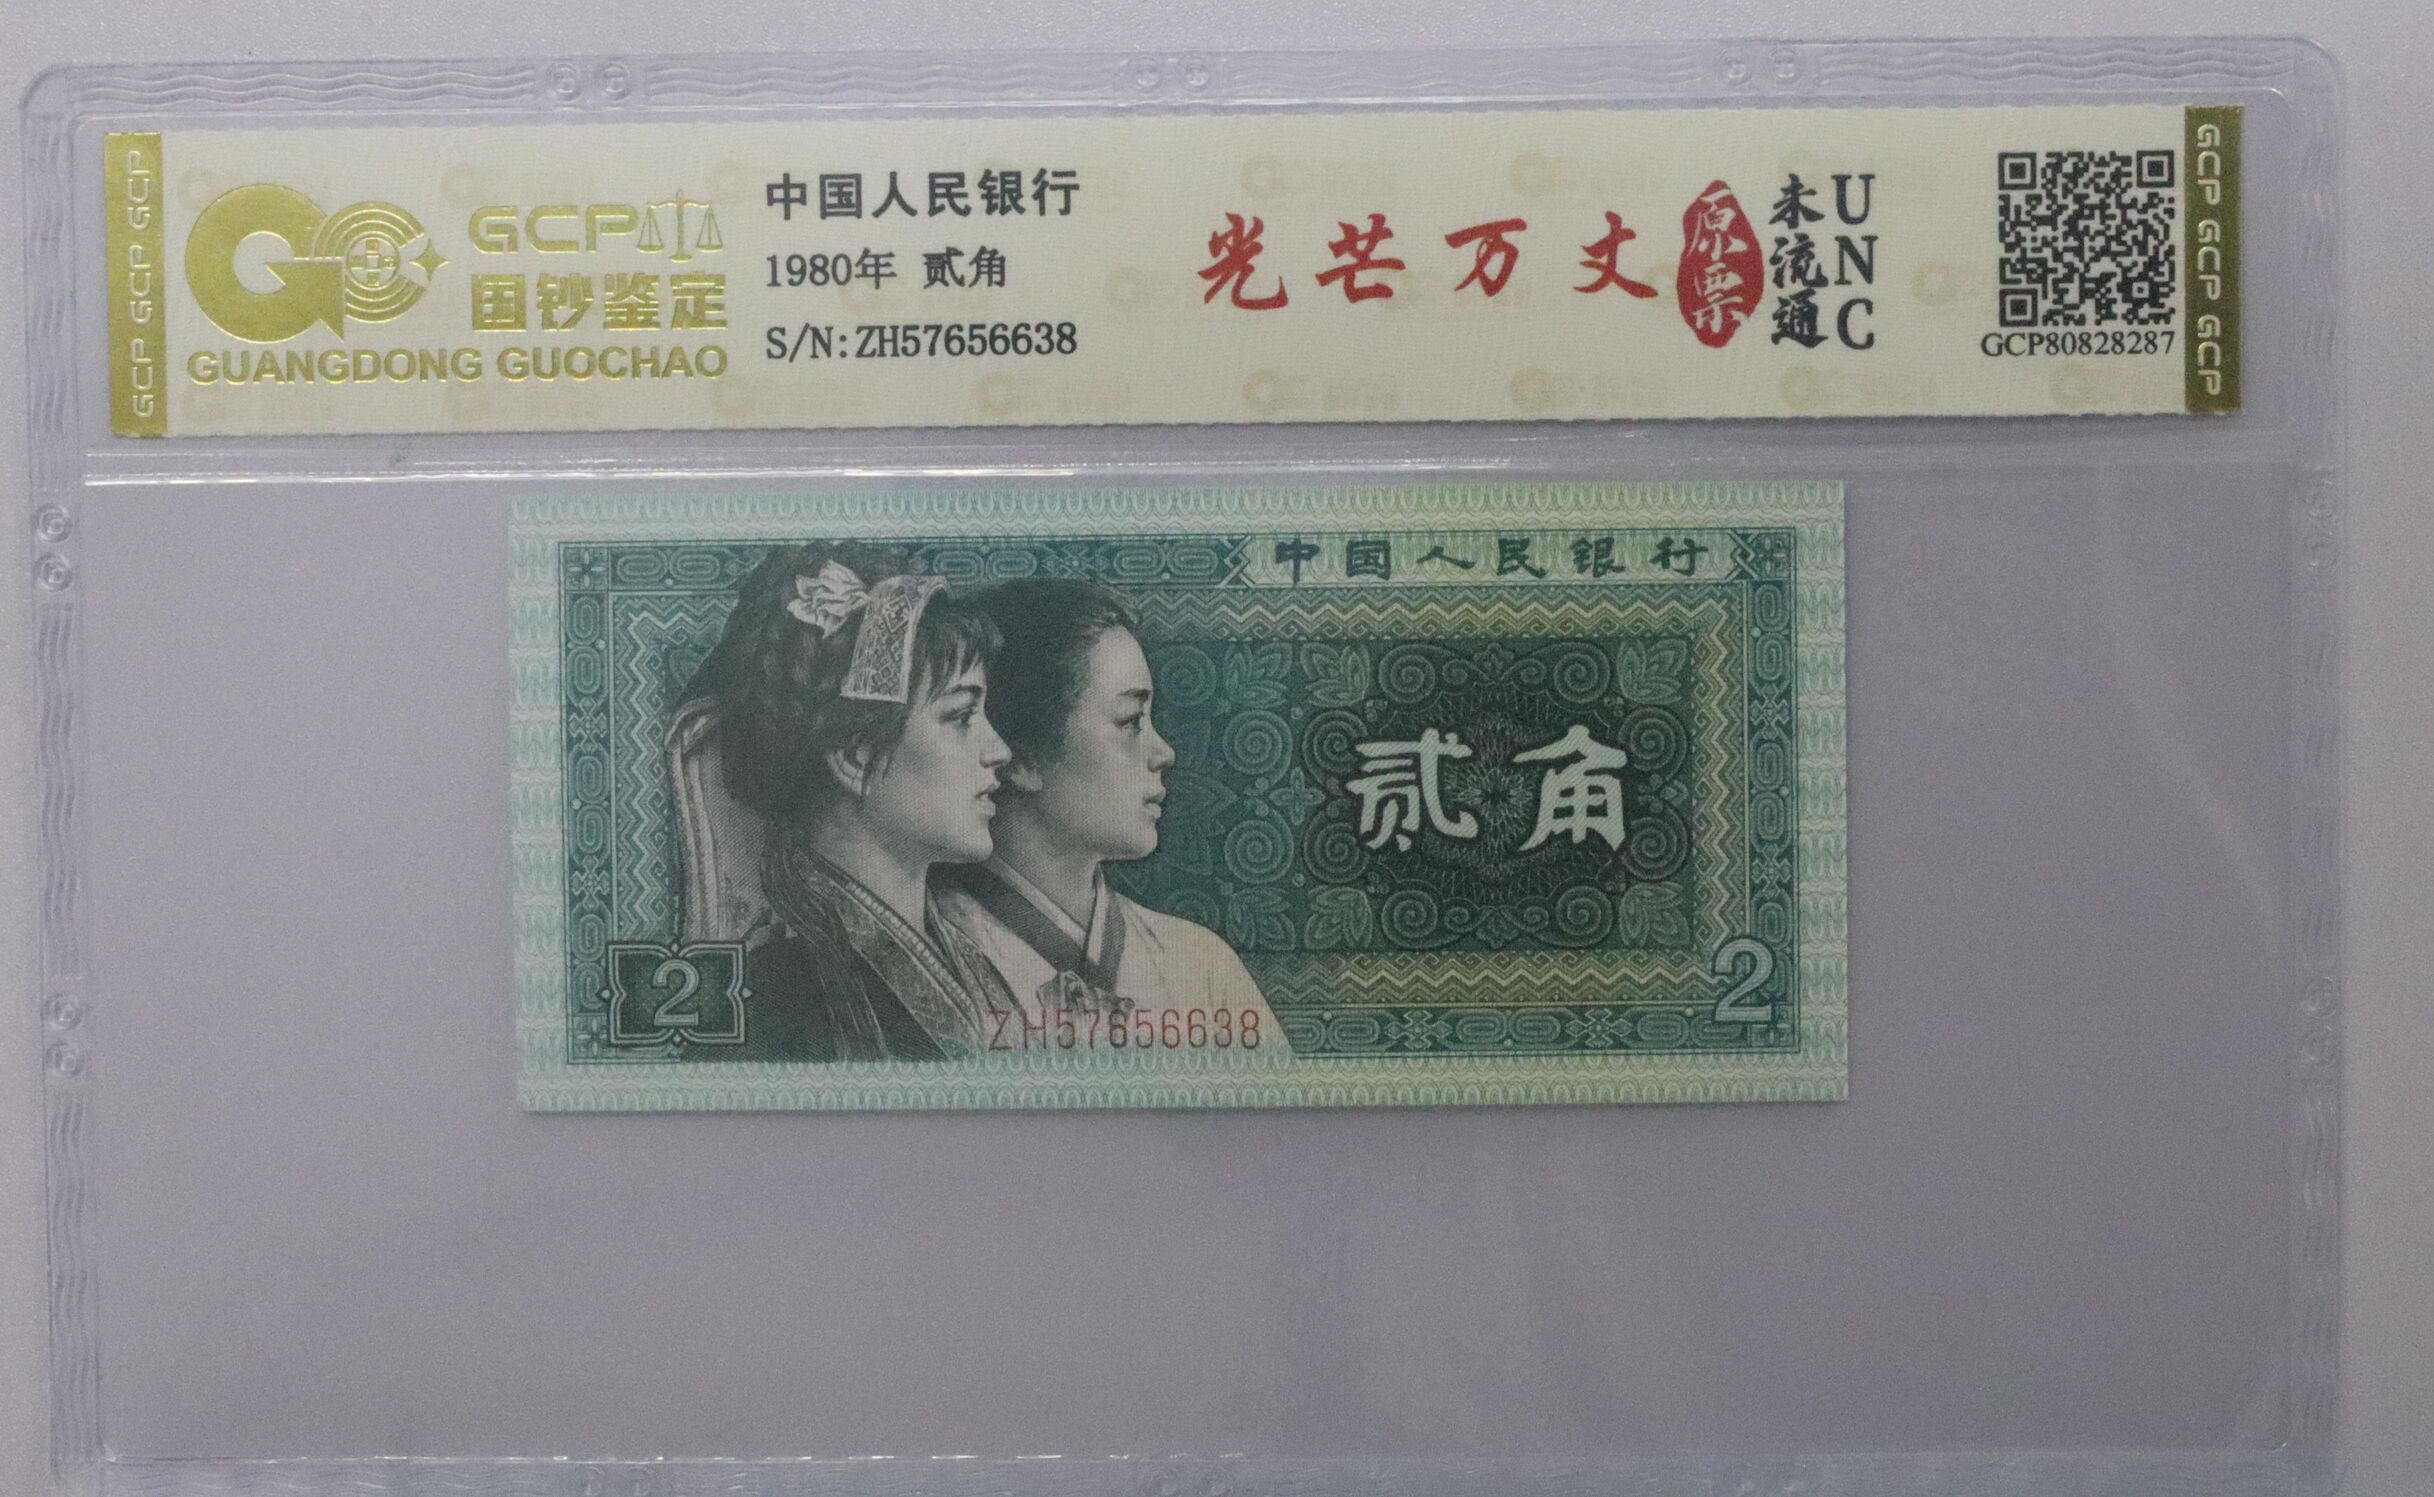 GCP GCP GCP GCP
GCP
国钞鉴定
GUANGDONG GUOCHAO
中国人民银行
1980年 贰角
S/N:ZH57656638
光芒万丈
原票
未流通
UNC
GCP80828287
GCP GCP GCP GCP
中国人民银行
贰角
2
ZH57656638
2